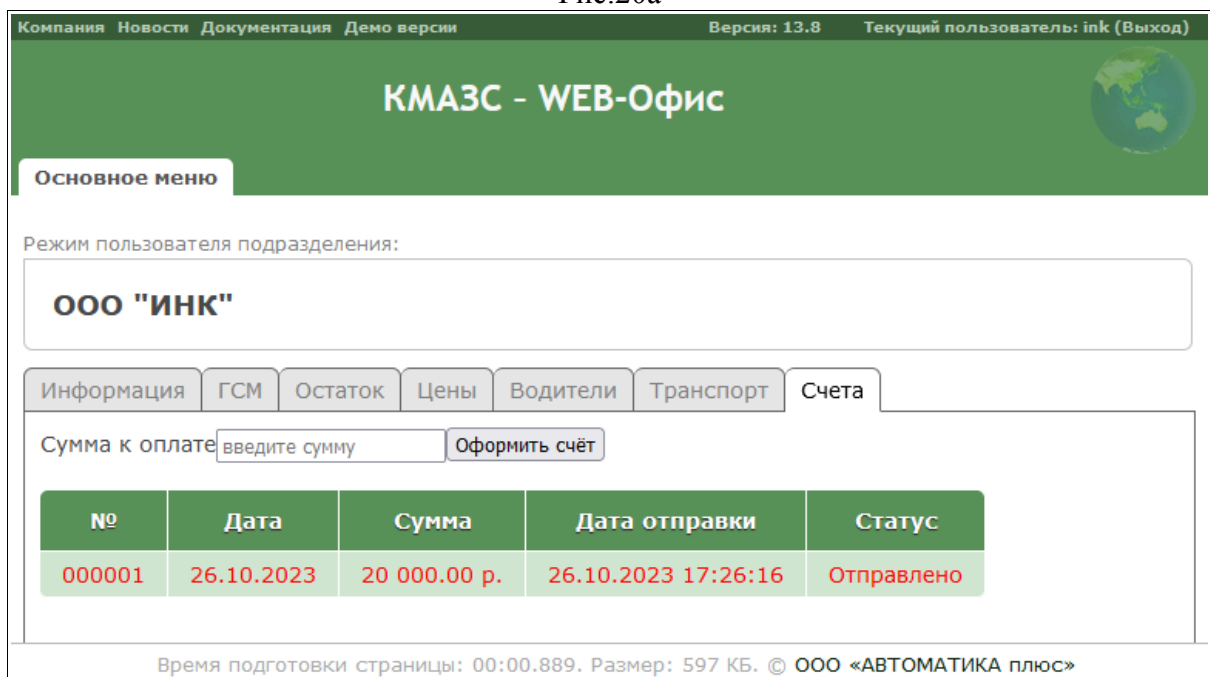 Рис.20а
Компания Новости Документация Демо версии Версия: 13.8 Текущий пользователь: ink (Выход)
КМАЗС – WEB-Офис
Основное меню
Режим пользователя подразделения:
ООО "ИНК"
Информация ГСМ Остаток Цены Водители Транспорт Счета
Сумма к оплате введите сумму Оформить счёт
№ Дата Сумма Дата отправки Статус
000001 26.10.2023 20 000.00 р. 26.10.2023 17:26:16 Отправлено
Время подготовки страницы: 00:00.889. Размер: 597 КБ. © ООО «АВТОМАТИКА плюс»